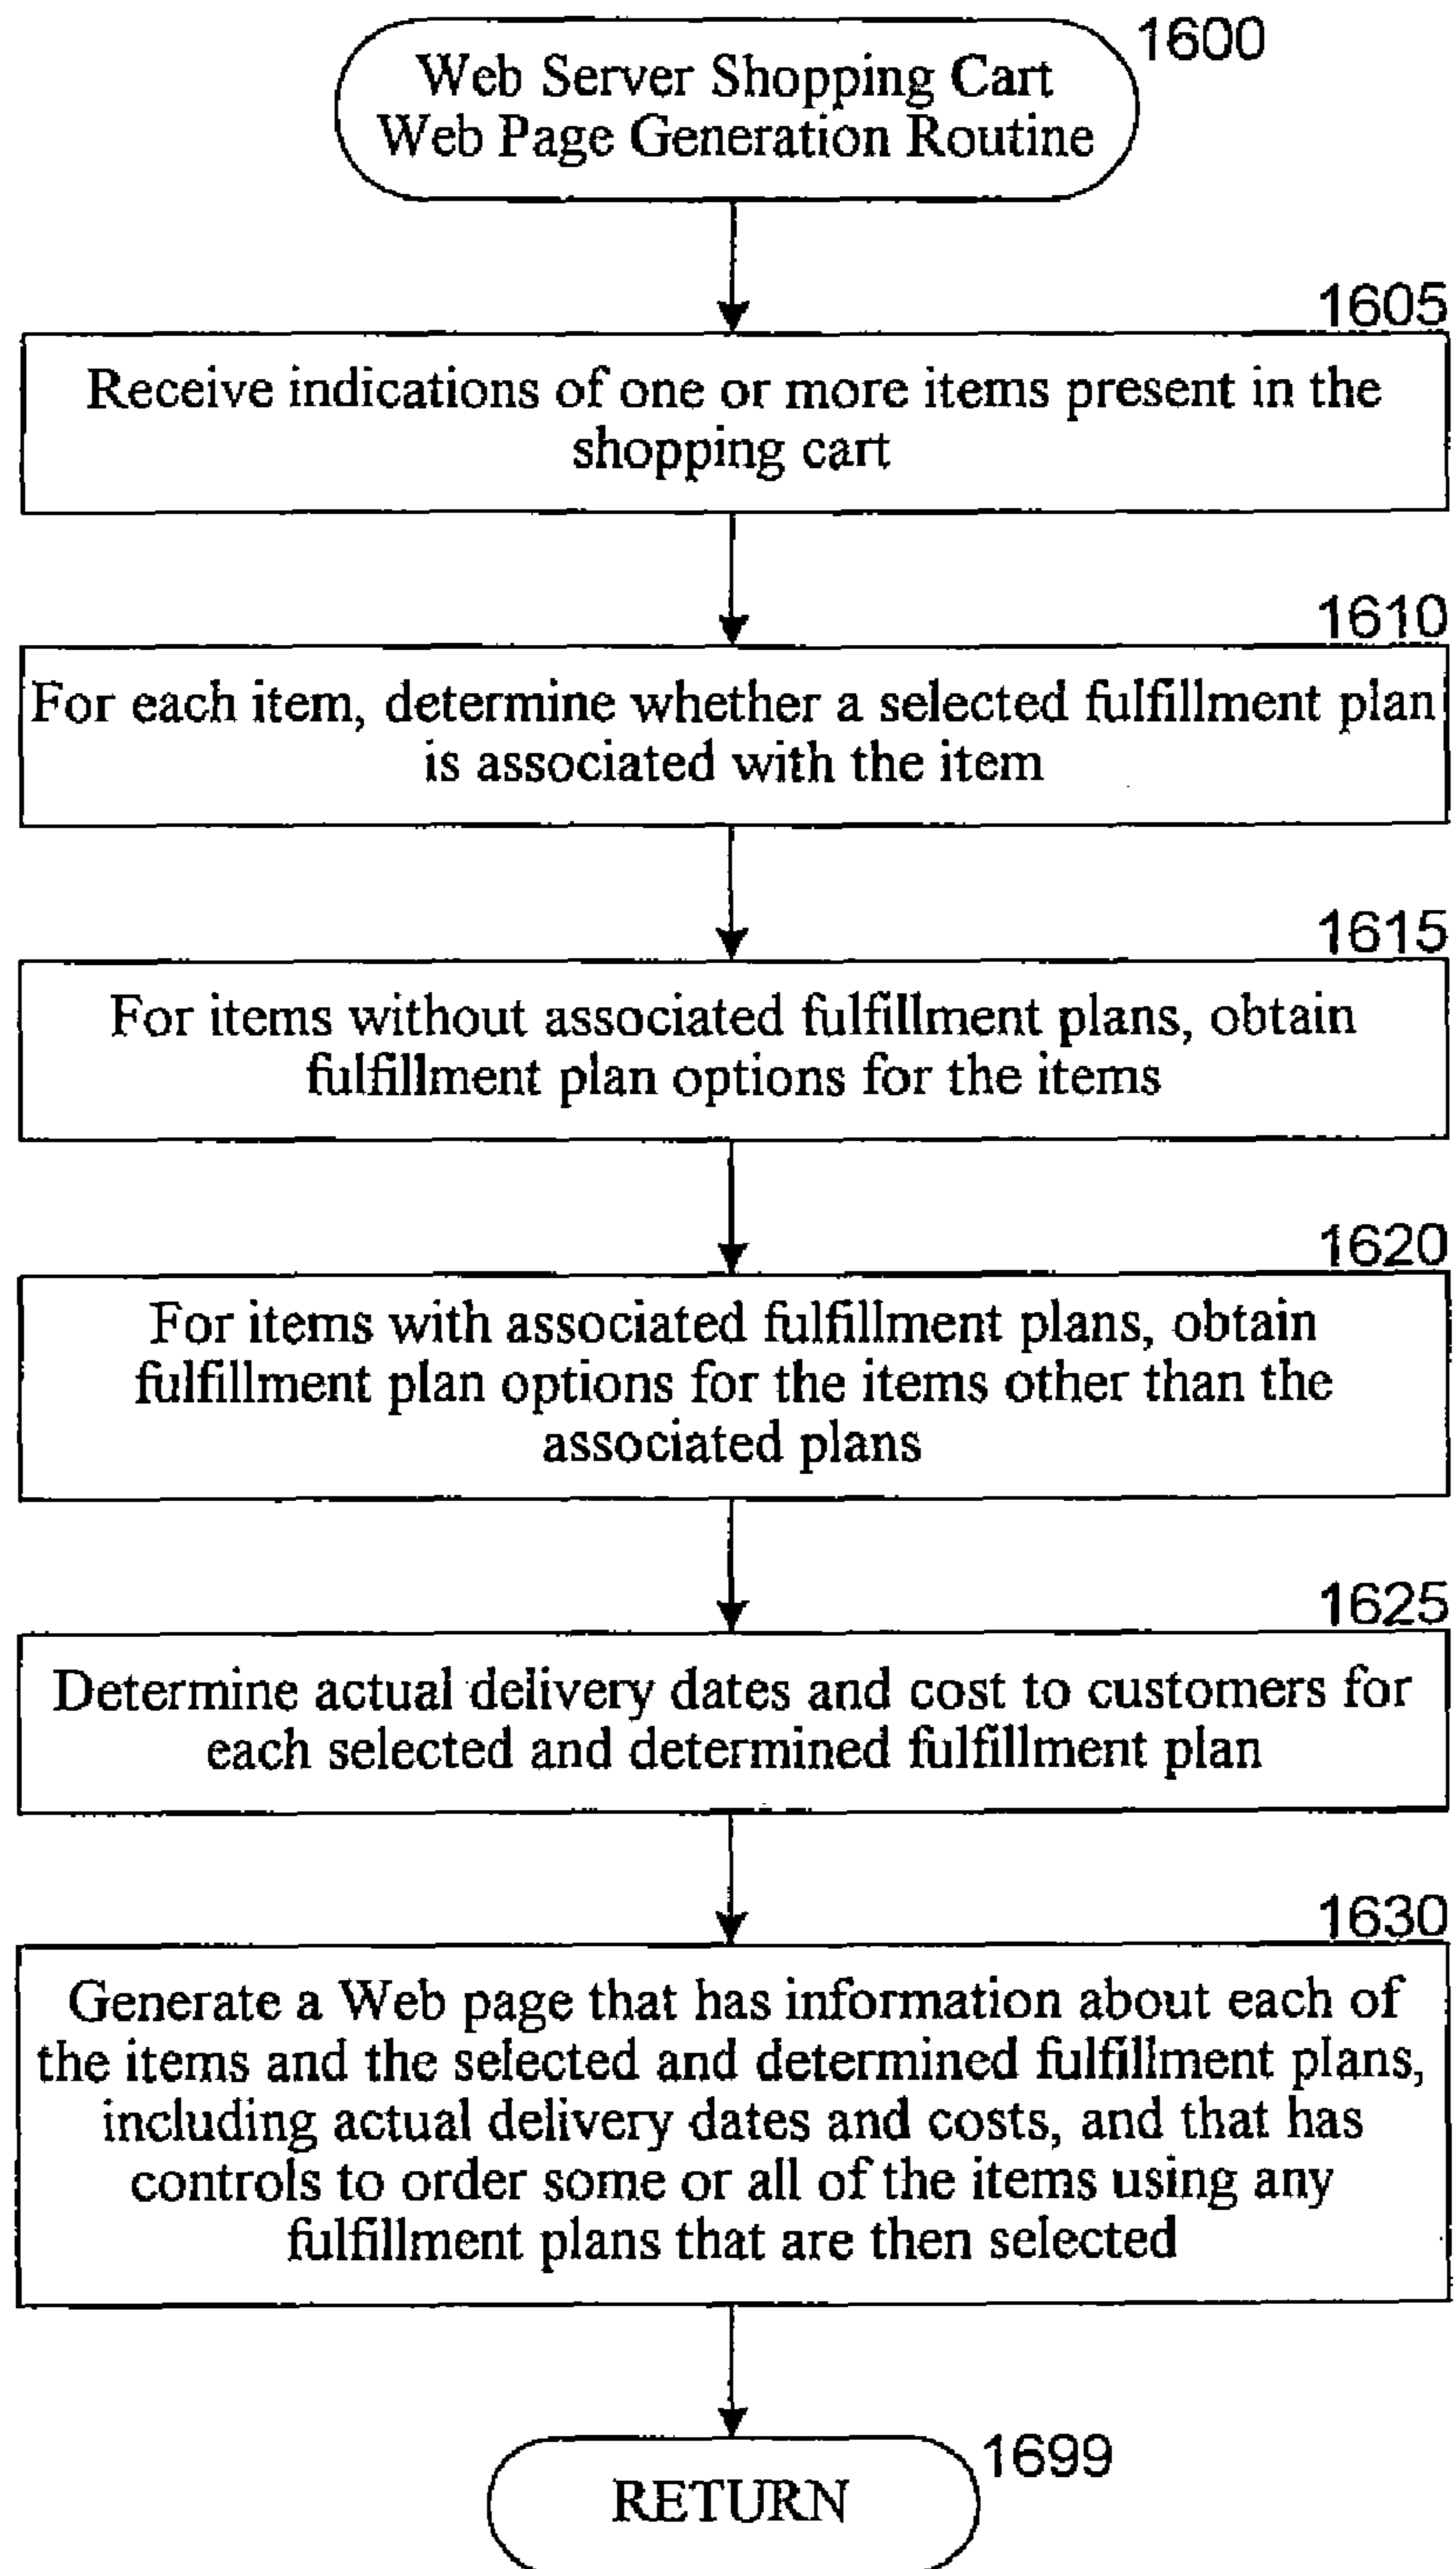 1600
Web Server Shopping Cart
Web Page Generation Routine
1605
Receive indications of one or more items present in the
shopping cart
1610
For each item, determine whether a selected fulfillment plan
is associated with the item
1615
For items without associated fulfillment plans, obtain
fulfillment plan options for the items
1620
For items with associated fulfillment plans, obtain
fulfillment plan options for the items other than the
associated plans
1625
Determine actual delivery dates and cost to customers for
each selected and determined fulfillment plan
1630
Generate a Web page that has information about each of
the items and the selected and determined fulfillment plans,
including actual delivery dates and costs, and that has
controls to order some or all of the items using any
fulfillment plans that are then selected
1699
RETURN